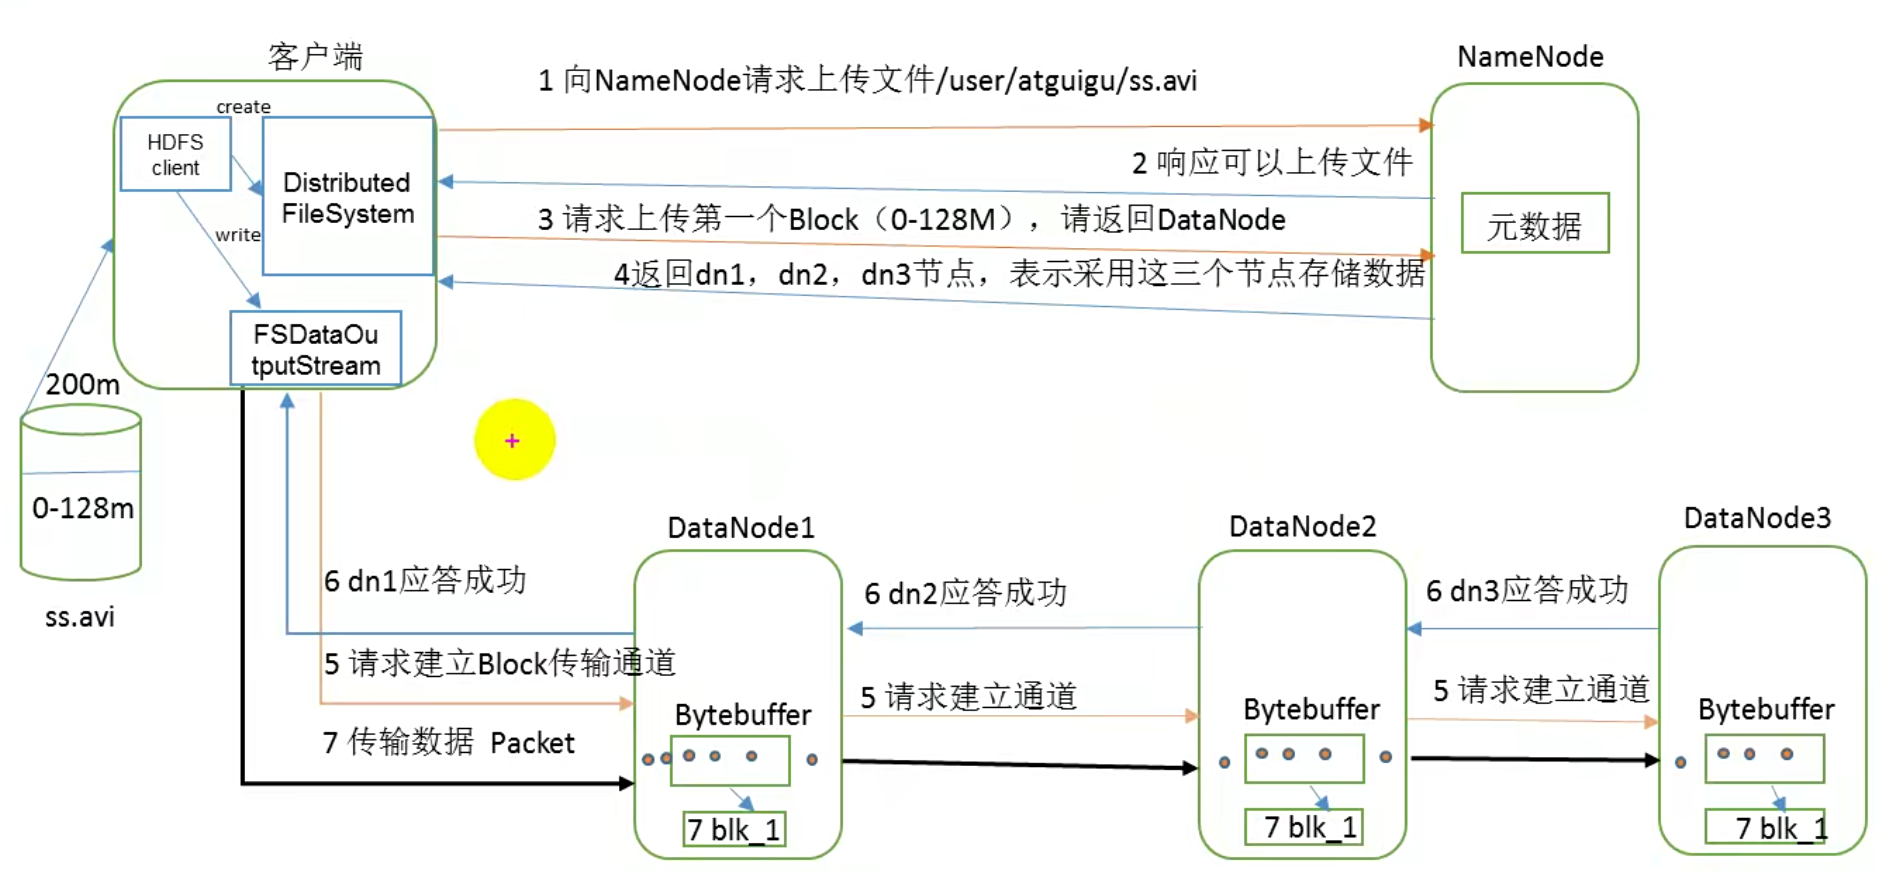 客户端
NameNode
1 向NameNode请求上传文件/user/atguigu/ss.avi
create
HDFS
client
Distributed
FileSystem
2 响应可以上传文件
3 请求上传第一个Block（0-128M），请返回DataNode
元数据
write
4返回dn1，dn2，dn3节点，表示采用这三个节点存储数据
FSDataOu
tputStream
200m
0-128m
ss.avi
DataNode1
DataNode2
DataNode3
6 dn1应答成功
6 dn2应答成功
6 dn3应答成功
5 请求建立Block传输通道
5 请求建立通道
5 请求建立通道
Bytebuffer
Bytebuffer
Bytebuffer
7 传输数据 Packet
7 blk_1
7 blk_1
7 blk_1